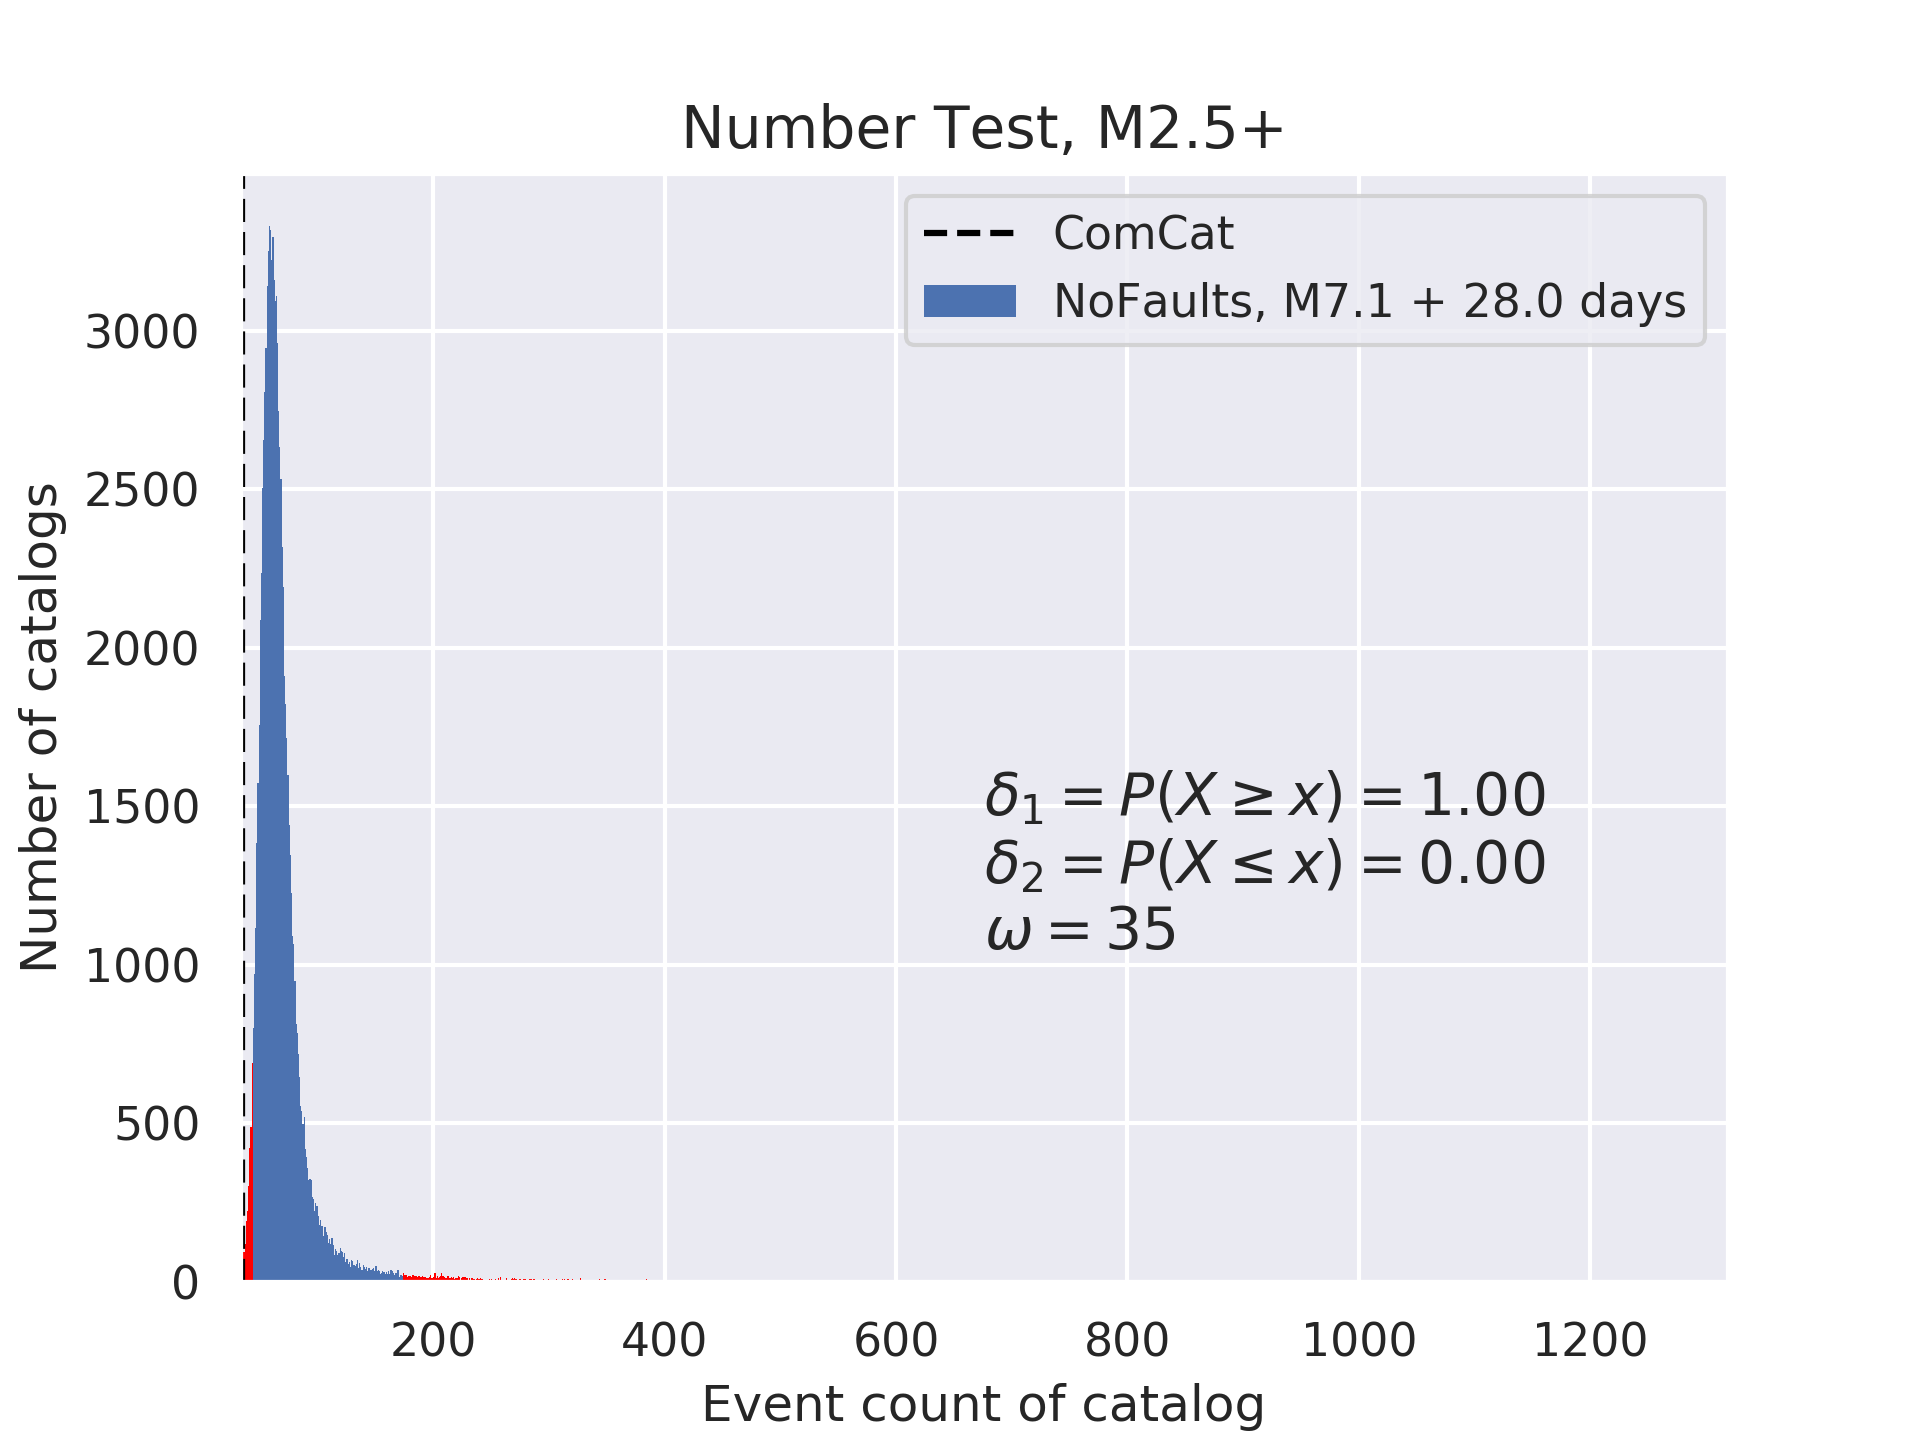 Number Test, M2.5+
ComCat
NoFaults, M7.1 + 28.0 days
Number of catalogs
3000
2500
2000
1500
1000
500
0
δ₁ = P(X ≥ x) = 1.00
δ₂ = P(X ≤ x) = 0.00
ω = 35
200 400 600 800 1000 1200
Event count of catalog